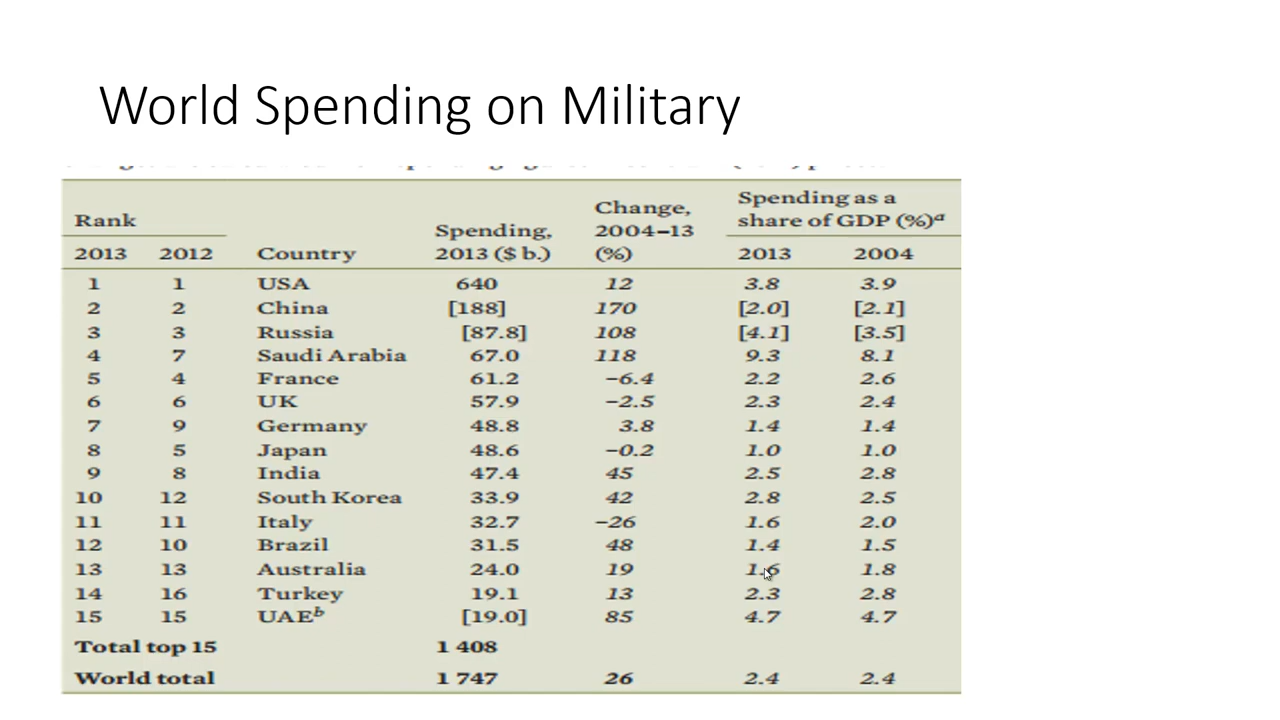 World Spending on Military
Rank Spending, Change, Spending as a
2013 ($ b.) 2004–13 share of GDP (%)a
2013 2012 Country (%) 2013 2004
1 1 USA 640 12 3.8 3.9
2 2 China [188] 170 [2.0] [2.1]
3 3 Russia [87.8] 108 [4.1] [3.5]
4 7 Saudi Arabia 67.0 118 9.3 8.1
5 4 France 61.2 –6.4 2.2 2.6
6 6 UK 57.9 –2.5 2.3 2.4
7 9 Germany 48.8 3.8 1.4 1.4
8 5 Japan 48.6 –0.2 1.0 1.0
9 8 India 47.4 45 2.5 2.8
10 12 South Korea 33.9 42 2.8 2.5
11 11 Italy 32.7 –26 1.6 2.0
12 10 Brazil 31.5 48 1.4 1.5
13 13 Australia 24.0 19 1.6 1.8
14 16 Turkey 19.1 13 2.3 2.8
15 15 UAEb [19.0] 85 4.7 4.7
Total top 15 1 408
World total 1 747 26 2.4 2.4